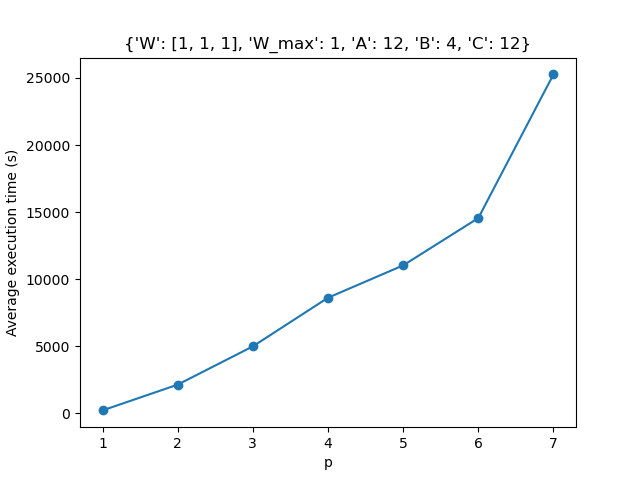 {'W': [1, 1, 1], 'W_max': 1, 'A': 12, 'B': 4, 'C': 12}
Average execution time (s)
25000
20000
15000
10000
5000
0
1 2 3 4 5 6 7
p